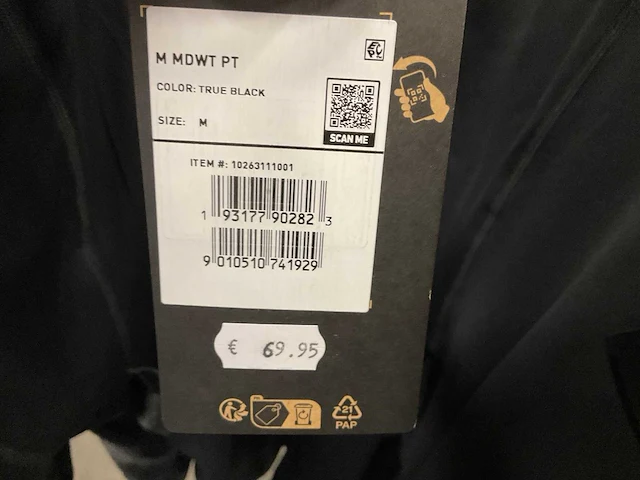 M MDWT PT
COLOR: TRUE BLACK
SIZE: M
SCAN ME
ITEM #: 10263111001
1 93177 90282 3
9 010510 741929
€ 69.95
21
PAP